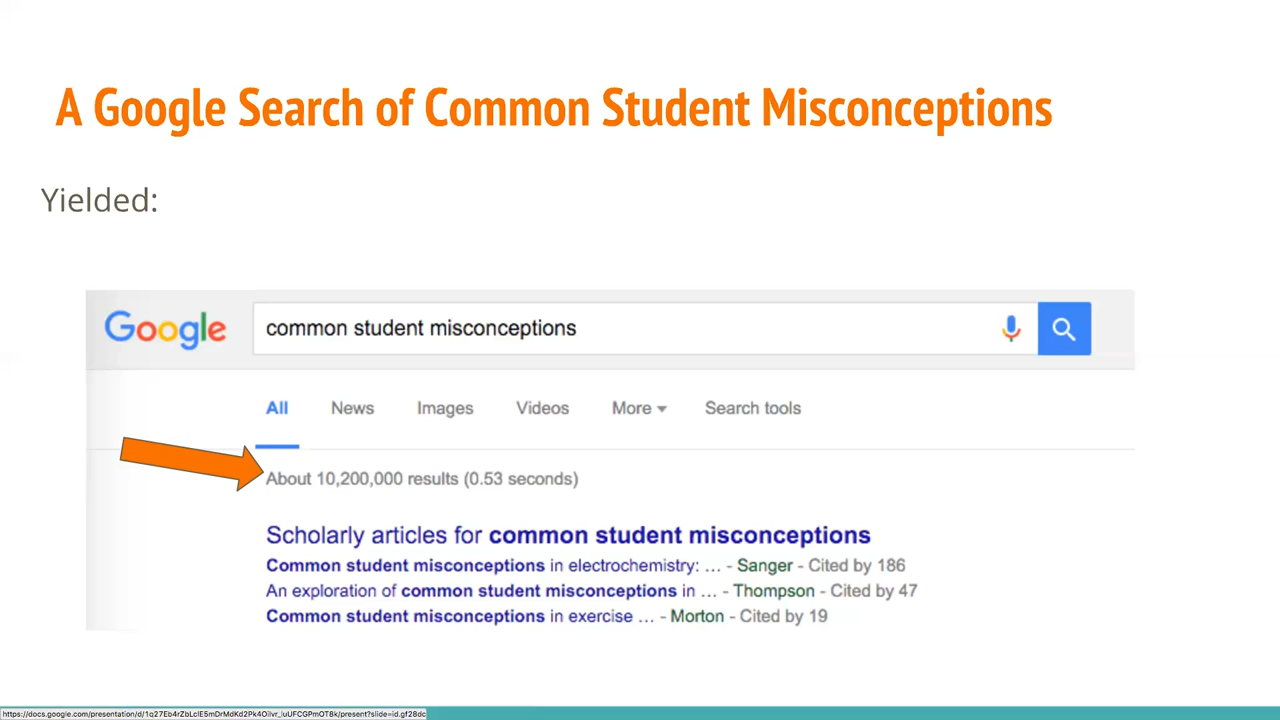 A Google Search of Common Student Misconceptions
Yielded:
Google common student misconceptions
All News Images Videos More Search tools
About 10,200,000 results (0.53 seconds)
Scholarly articles for common student misconceptions
Common student misconceptions in electrochemistry: ... - Sanger - Cited by 186
An exploration of common student misconceptions in ... - Thompson - Cited by 47
Common student misconceptions in exercise ... - Morton - Cited by 19